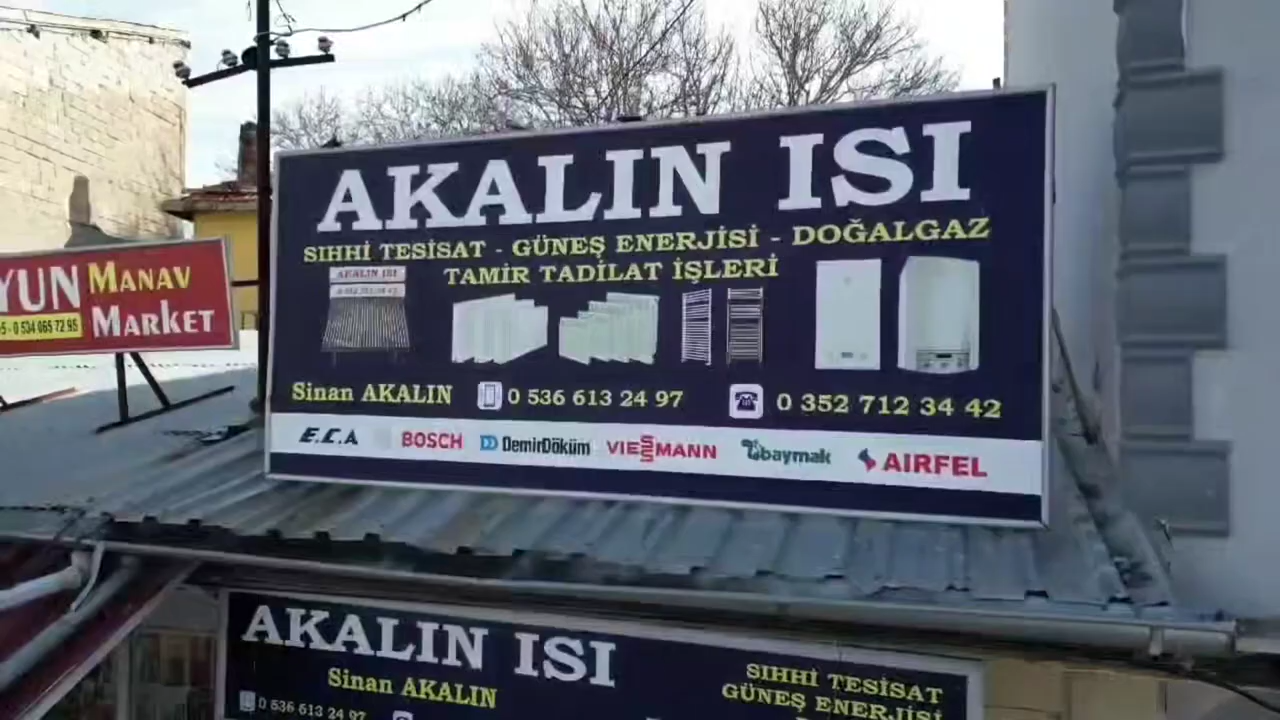 AKALIN ISI
SIHHİ TESİSAT - GÜNEŞ ENERJİSİ - DOĞALGAZ
TAMİR TADİLAT İŞLERİ
AKALIN ISI
Sinan AKALIN 0 536 613 24 97 0 352 712 34 42
E.C.A BOSCH DemirDöküm VIESSMANN baymak AIRFEL
YUN MANAV
MARKET
5 - 0 534 065 72 95
AKALIN ISI
Sinan AKALIN
0 536 613 24 97
SIHHİ TESİSAT
GÜNEŞ ENERJİSİ